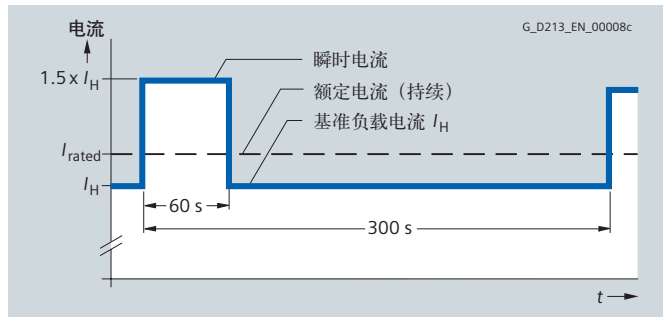 电流
G_D213_EN_00008c
瞬时电流
1.5 x IH
额定电流（持续）
基准负载电流 IH
Irated
IH
60 s
300 s
t